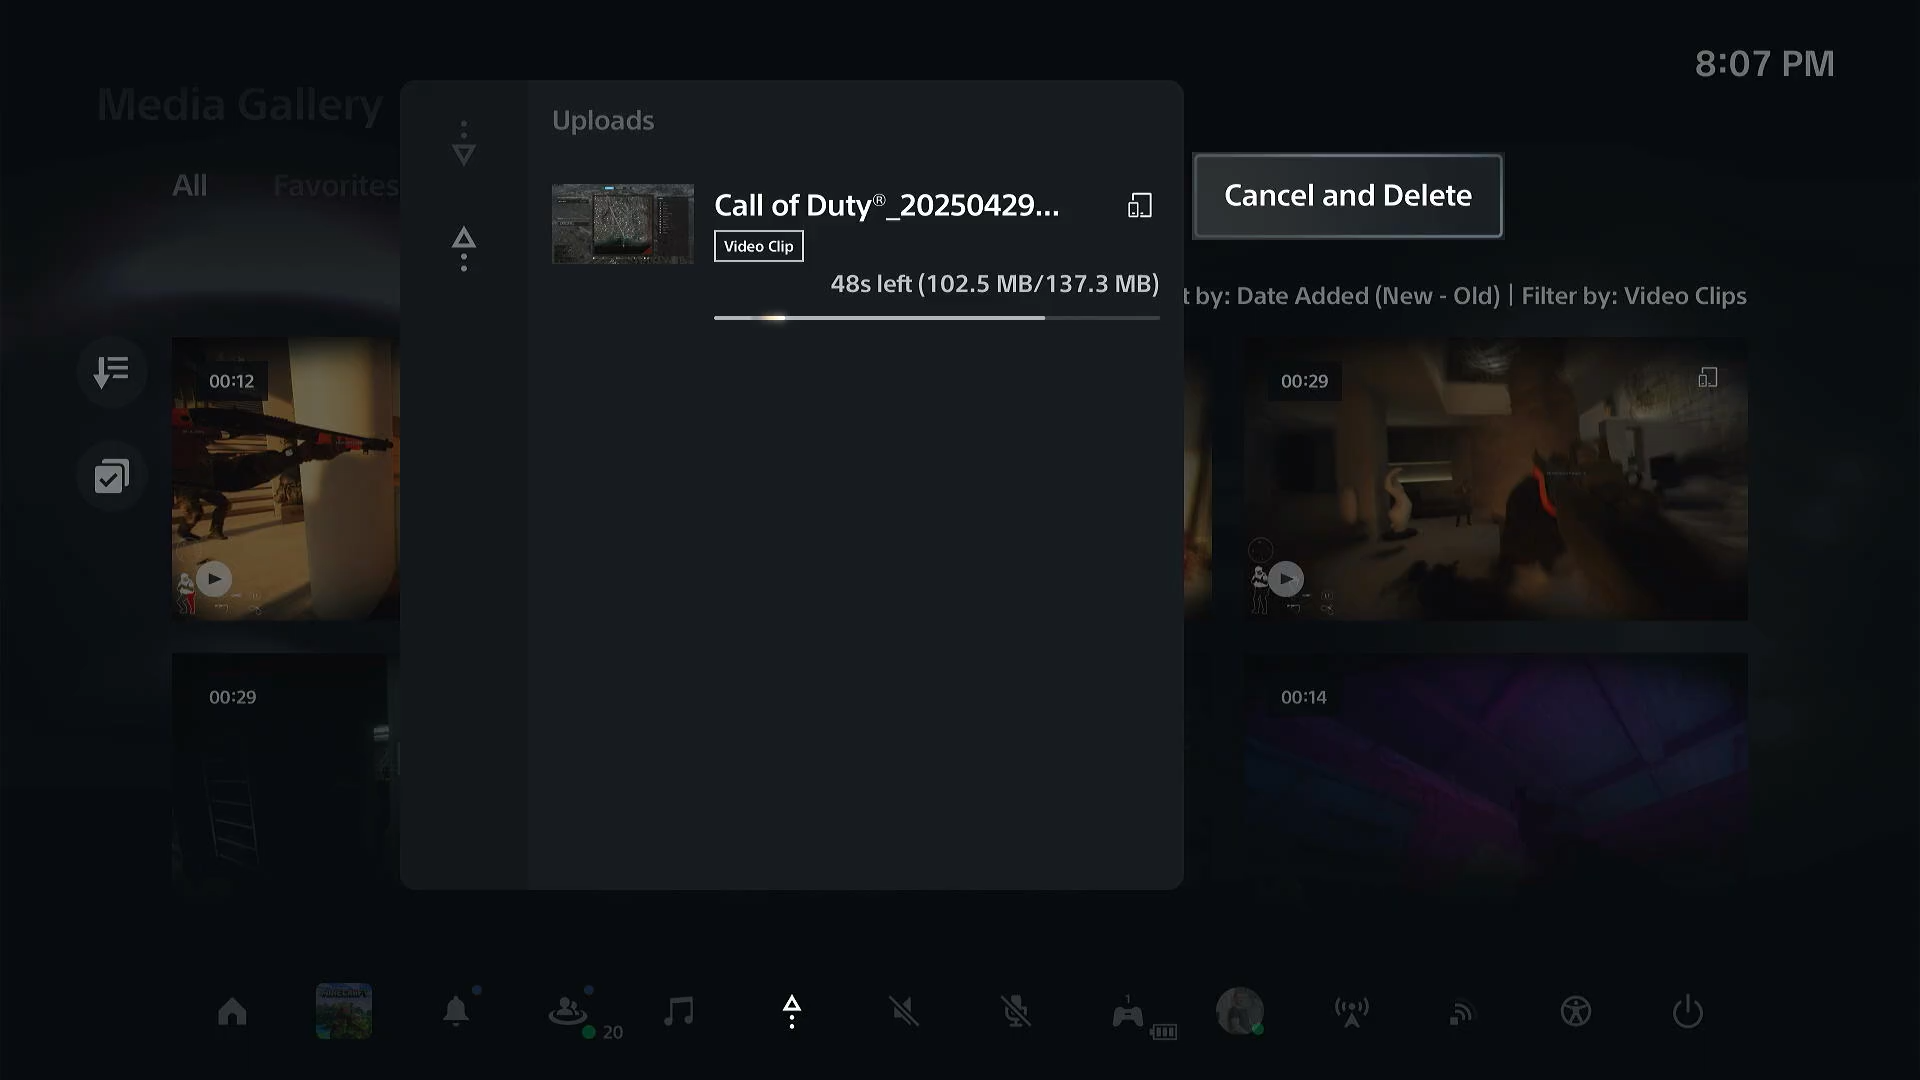 8:07 PM
Media Gallery
Uploads
All
Favorites
Call of Duty®_20250429...
Video Clip
48s left (102.5 MB/137.3 MB)
Cancel and Delete
t by: Date Added (New - Old) | Filter by: Video Clips
00:12
00:29
00:29
00:14
MINECRAFT
20
1